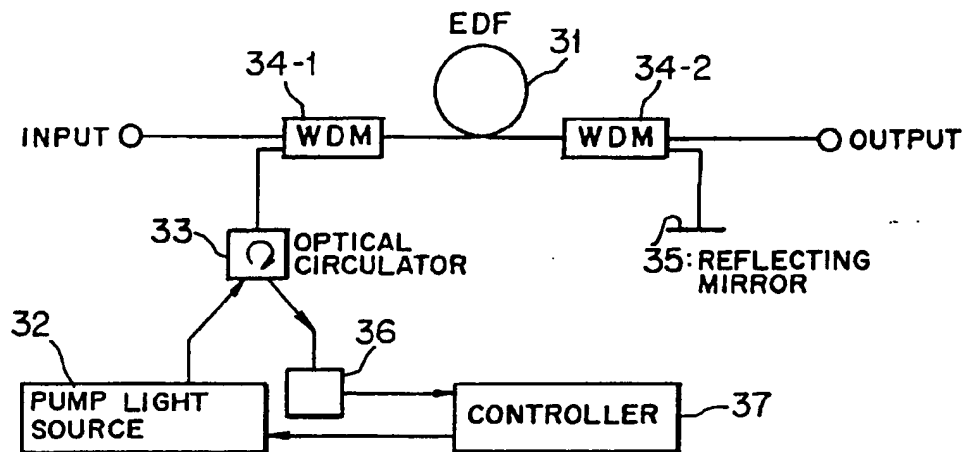 EDF
31
34-1
34-2
INPUT
WDM
WDM
OUTPUT
33
OPTICAL
CIRCULATOR
35: REFLECTING
MIRROR
32
36
PUMP LIGHT
SOURCE
CONTROLLER
37